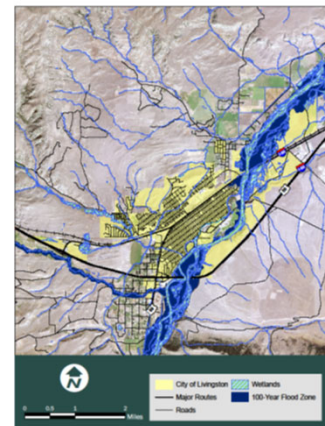 N
0 0.5 1 2
Miles
City of Livingston
Major Routes
Roads
Wetlands
100-Year Flood Zone